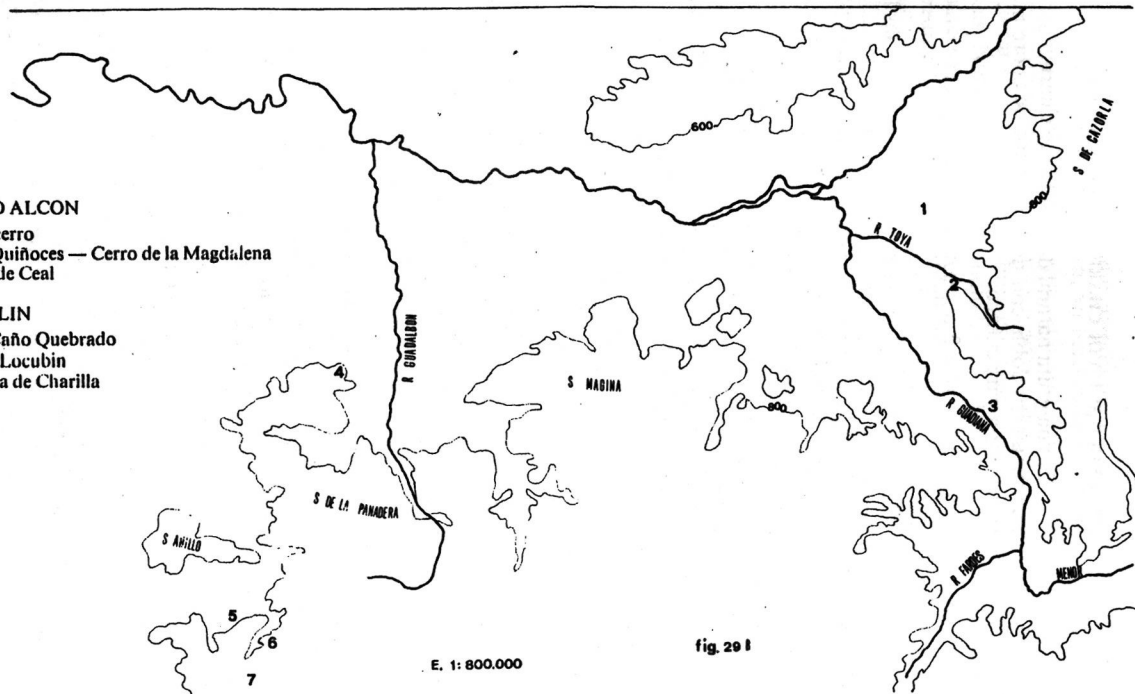 ALCON
erro
Quiñoces — Cerro de la Magdalena
de Ceal
LIN
Caño Quebrado
Locubin
a de Charilla
600
S DE CAZORLA
800
1
R TOYA
2
R GUADALBON
4
S MAGINA
800
3
R GUADIANA
S DE LA PANADERA
S AHILLO
R FARDES
MENOR
5
6
7
E. 1: 800.000
fig. 29